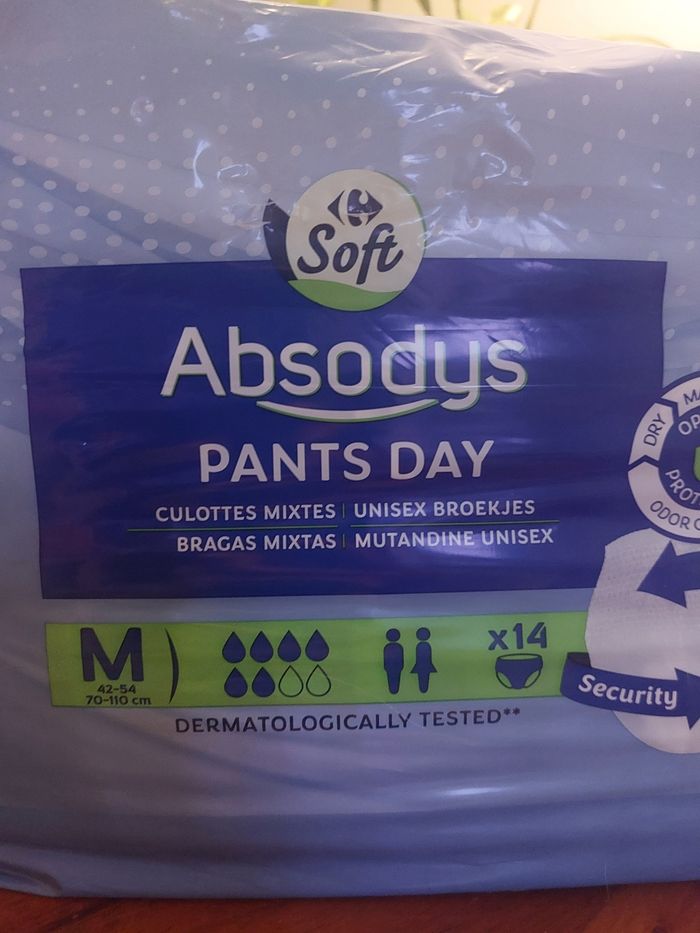 Soft
Absodys
PANTS DAY
CULOTTES MIXTES | UNISEX BROEKJES
BRAGAS MIXTAS | MUTANDINE UNISEX
DRY
ODOR
M
42-54
70-110 cm
x14
Security
DERMATOLOGICALLY TESTED**